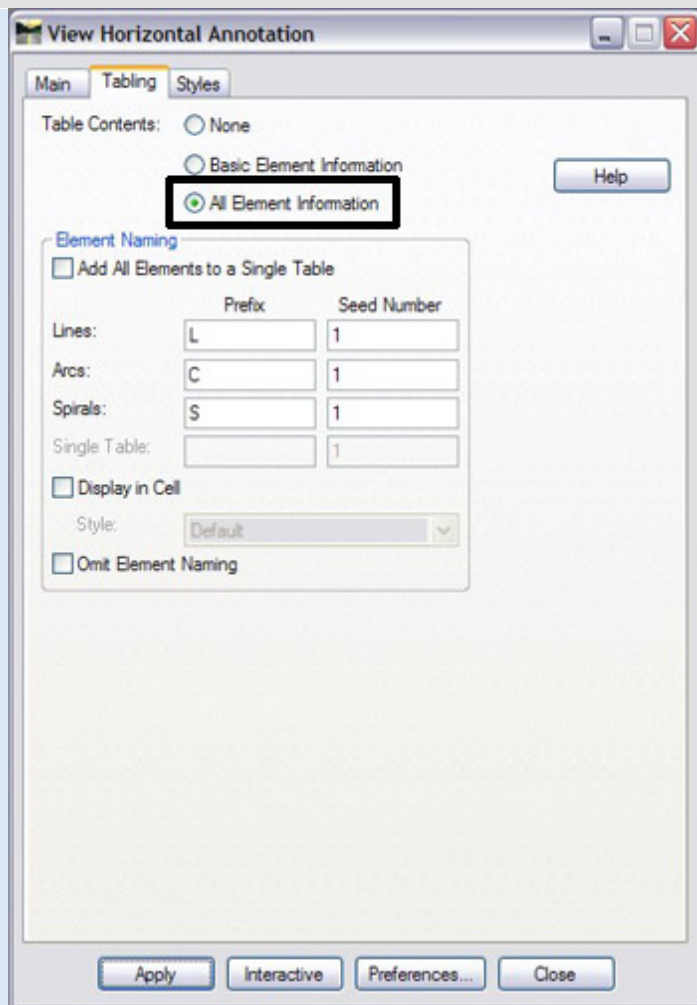 View Horizontal Annotation
Main Tabling Styles
Table Contents: None
Basic Element Information
Help
All Element Information
Element Naming
Add All Elements to a Single Table
Prefix Seed Number
Lines: L 1
Arcs: C 1
Spirals: S 1
Single Table: 1
Display in Cell
Style: Default
Omit Element Naming
Apply Interactive Preferences... Close